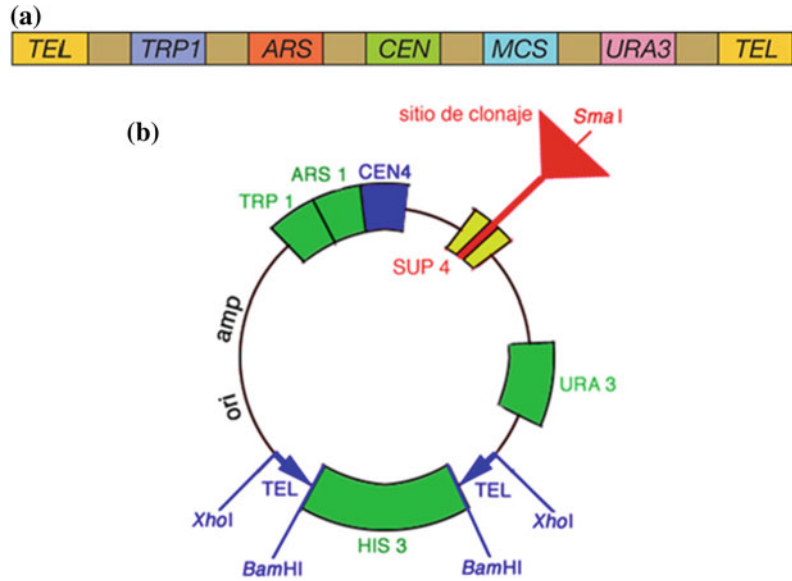 (a)
TEL TRP1 ARS CEN MCS URA3 TEL
(b)
sitio de clonaje
Sma I
ARS 1
CEN4
TRP 1
SUP 4
amp
URA 3
ori
TEL
TEL
XhoI
XhoI
HIS 3
BamHI
BamHI